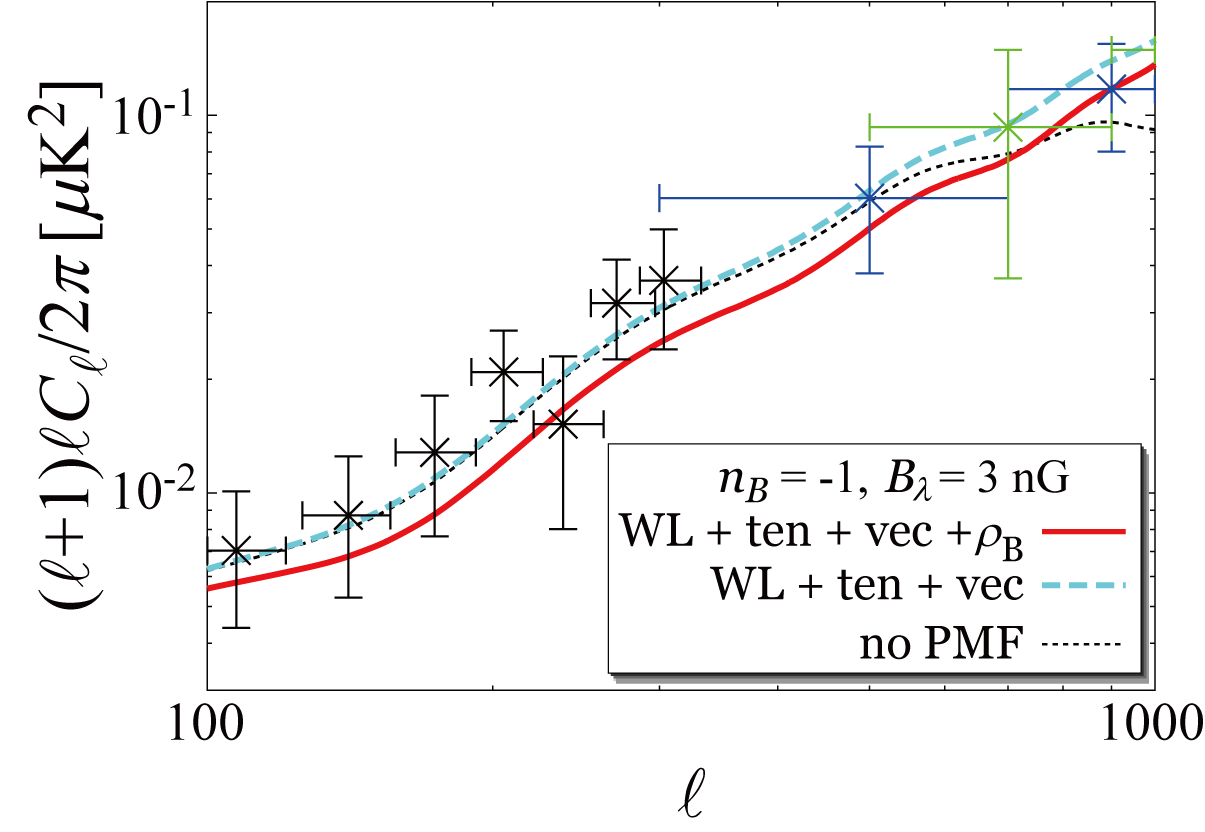 (ℓ+1)ℓCℓ/2π [μK²]
10⁻¹
10⁻²
n_B = -1, B_λ = 3 nG
WL + ten + vec +ρ_B
WL + ten + vec
no PMF
100
1000
ℓ